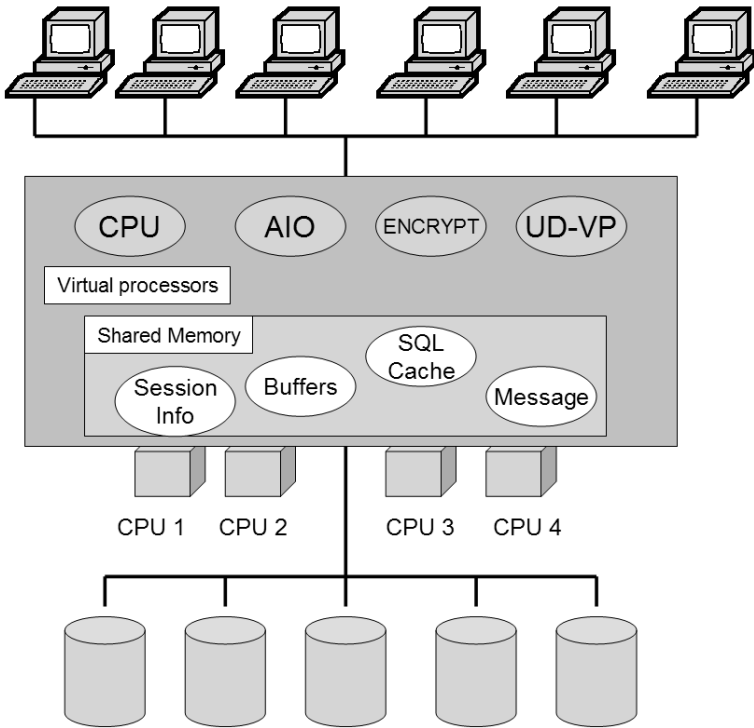 CPU
AIO
ENCRYPT
UD-VP
Virtual processors
Shared Memory
SQL
Cache
Session
Info
Buffers
Message
CPU 1
CPU 2
CPU 3
CPU 4